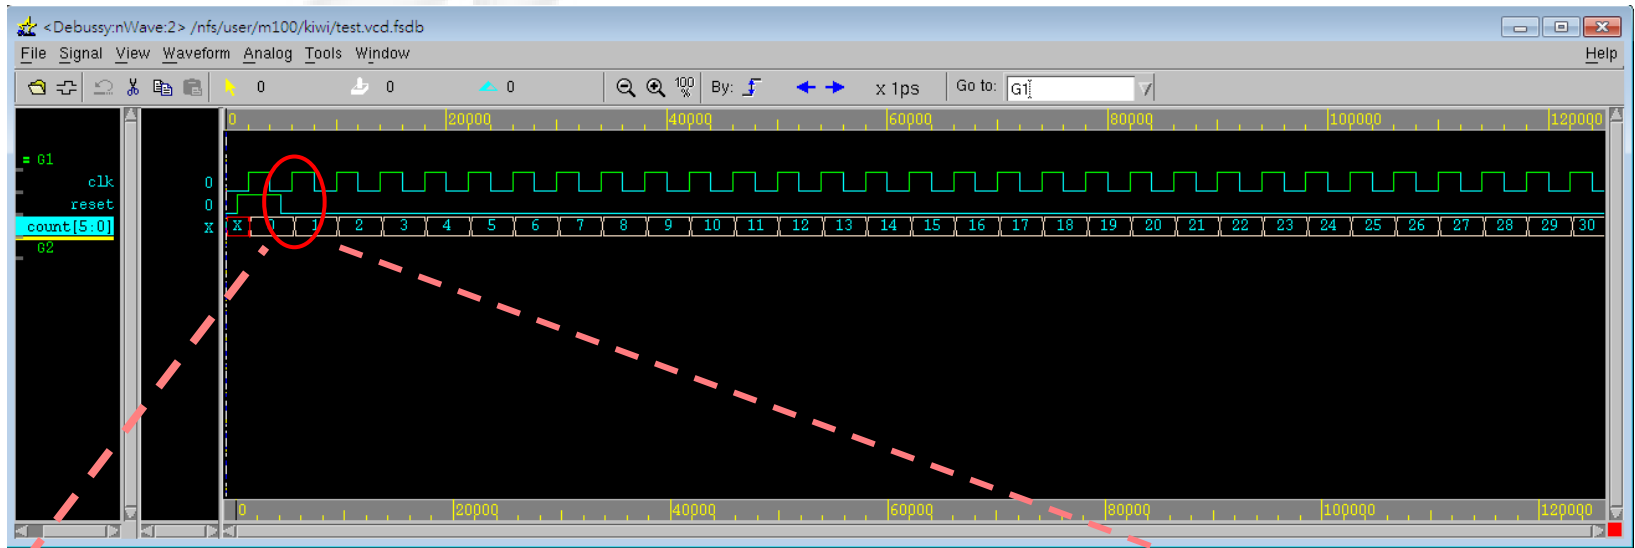 <Debussy:nWave:2> /nfs/user/m100/kiwi/test.vcd.fsdb
File Signal View Waveform Analog Tools Window Help
0 0 0 100 % By: x 1ps Go to: G1
0 20000 40000 60000 80000 100000 120000
= G1
clk 0
reset 0
count[5:0] X X 0 1 2 3 4 5 6 7 8 9 10 11 12 13 14 15 16 17 18 19 20 21 22 23 24 25 26 27 28 29 30
G2
0 20000 40000 60000 80000 100000 120000